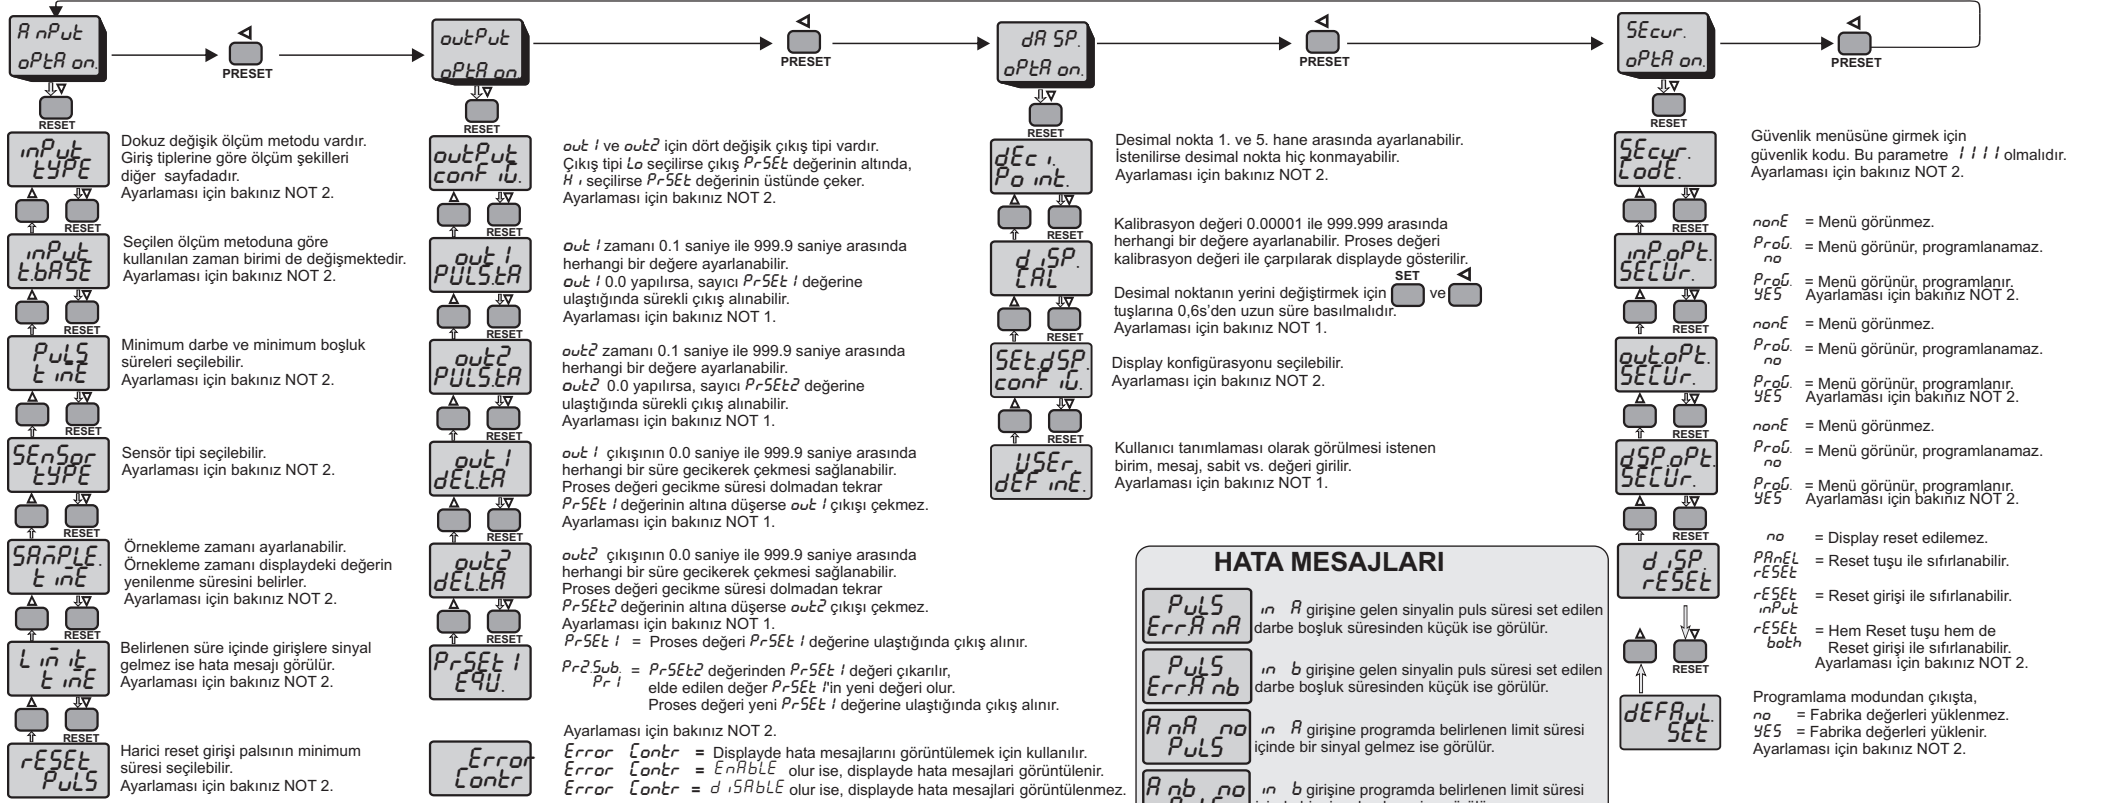 A nPut
oPtA on.
PRESET
outPut
oPtA on
PRESET
dA SP.
oPtA on.
PRESET
SEcur.
oPtA on.
PRESET
RESET
inPut
tYPE
Dokuz değişik ölçüm metodu vardır.
Giriş tiplerine göre ölçüm şekilleri
diğer sayfadadır.
Ayarlaması için bakınız NOT 2.
RESET
inPut
t.bASE
Seçilen ölçüm metoduna göre
kullanılan zaman birimi de değişmektedir.
Ayarlaması için bakınız NOT 2.
RESET
PulS
t inE
Minimum darbe ve minimum boşluk
süreleri seçilebilir.
Ayarlaması için bakınız NOT 2.
RESET
SEnSor
tYPE
Sensör tipi seçilebilir.
Ayarlaması için bakınız NOT 2.
RESET
SAnPLE.
t inE
Örnekleme zamanı ayarlanabilir.
Örnekleme zamanı displaydeki değerin
yenilenme süresini belirler.
Ayarlaması için bakınız NOT 2.
RESET
L in it
t inE
Belirlenen süre içinde girişlere sinyal
gelmez ise hata mesajı görülür.
Ayarlaması için bakınız NOT 2.
RESET
rESEt
PulS
Harici reset girişi palsının minimum
süresi seçilebilir.
Ayarlaması için bakınız NOT 2.
RESET
outPut
conF iG.
out 1 ve out2 için dört değişik çıkış tipi vardır.
Çıkış tipi Lo seçilirse çıkış PrSEt değerinin altında,
H i seçilirse PrSEt değerinin üstünde çeker.
Ayarlaması için bakınız NOT 2.
RESET
out 1
PULS.tA
out 1 zamanı 0.1 saniye ile 999.9 saniye arasında
herhangi bir değere ayarlanabilir.
out 1 0.0 yapılırsa, sayıcı PrSEt 1 değerine
ulaştığında sürekli çıkış alınabilir.
Ayarlaması için bakınız NOT 1.
RESET
out2
PULS.tA
out2 zamanı 0.1 saniye ile 999.9 saniye arasında
herhangi bir değere ayarlanabilir.
out2 0.0 yapılırsa, sayıcı PrSEt2 değerine
ulaştığında sürekli çıkış alınabilir.
Ayarlaması için bakınız NOT 1.
RESET
out 1
dEL.tA
out 1 çıkışının 0.0 saniye ile 999.9 saniye arasında
herhangi bir süre gecikerek çekmesi sağlanabilir.
Proses değeri gecikme süresi dolmadan tekrar
PrSEt 1 değerinin altına düşerse out 1 çıkışı çekmez.
Ayarlaması için bakınız NOT 1.
RESET
out2
dEL.tA
out2 çıkışının 0.0 saniye ile 999.9 saniye arasında
herhangi bir süre gecikerek çekmesi sağlanabilir.
Proses değeri gecikme süresi dolmadan tekrar
PrSEt2 değerinin altına düşerse out2 çıkışı çekmez.
Ayarlaması için bakınız NOT 1.
RESET
PrSEt 1
E9U.
PrSEt 1 = Proses değeri PrSEt 1 değerine ulaştığında çıkış alınır.
Pr2.Sub. = PrSEt2 değerinden PrSEt 1 değeri çıkarılır,
Pr 1
elde edilen değer PrSEt 1'in yeni değeri olur.
Proses değeri yeni PrSEt 1 değerine ulaştığında çıkış alınır.
Ayarlaması için bakınız NOT 2.
Error
Contr
Error Contr = Displayde hata mesajlarını görüntülemek için kullanılır.
Error Contr = EnAbLE olur ise, displayde hata mesajlari görüntülenir.
Error Contr = d iSAbLE olur ise, displayde hata mesajlari görüntülenmez.
RESET
dEc i.
Po int.
Desimal nokta 1. ve 5. hane arasında ayarlanabilir.
İstenilirse desimal nokta hiç konmayabilir.
Ayarlaması için bakınız NOT 2.
RESET
d iSP.
CAL
Kalibrasyon değeri 0.00001 ile 999.999 arasında
herhangi bir değere ayarlanabilir. Proses değeri
kalibrasyon değeri ile çarpılarak displayde gösterilir.
SET
Desimal noktanın yerini değiştirmek için ve
tuşlarına 0,6s'den uzun süre basılmalıdır.
Ayarlaması için bakınız NOT 1.
RESET
SEt.dSP.
conF iG.
Display konfigürasyonu seçilebilir.
Ayarlaması için bakınız NOT 2.
RESET
USEr.
dEF inE.
Kullanıcı tanımlaması olarak görülmesi istenen
birim, mesaj, sabit vs. değeri girilir.
Ayarlaması için bakınız NOT 1.
HATA MESAJLARI
PulS
Err.A nA
in A girişine gelen sinyalin puls süresi set edilen
darbe boşluk süresinden küçük ise görülür.
PulS
ErrA nb
in b girişine gelen sinyalin puls süresi set edilen
darbe boşluk süresinden küçük ise görülür.
A nA no
PulS
in A girişine programda belirlenen limit süresi
içinde bir sinyal gelmez ise görülür.
A nb no
in b girişine programda belirlenen limit süresi
RESET
SEcur.
CodE.
Güvenlik menüsüne girmek için
güvenlik kodu. Bu parametre 1111 olmalıdır.
Ayarlaması için bakınız NOT 2.
RESET
inP.oPt.
SECUr.
nonE = Menü görünmez.
ProG. = Menü görünür, programlanamaz.
no
ProG. = Menü görünür, programlanır.
YES Ayarlaması için bakınız NOT 2.
RESET
out.oPt.
SECUr.
nonE = Menü görünmez.
ProG. = Menü görünür, programlanamaz.
no
ProG. = Menü görünür, programlanır.
YES Ayarlaması için bakınız NOT 2.
RESET
dSP.oPt.
SECUr.
nonE = Menü görünmez.
ProG. = Menü görünür, programlanamaz.
no
ProG. = Menü görünür, programlanır.
YES Ayarlaması için bakınız NOT 2.
RESET
d iSP.
rESEt
no = Display reset edilemez.
PAnEL = Reset tuşu ile sıfırlanabilir.
rESEt
rESEt = Reset girişi ile sıfırlanabilir.
inPut
rESEt = Hem Reset tuşu hem de
both Reset girişi ile sıfırlanabilir.
Ayarlaması için bakınız NOT 2.
RESET
dEFAuL.
SEt
Programlama modundan çıkışta,
no = Fabrika değerleri yüklenmez.
YES = Fabrika değerleri yüklenir.
Ayarlaması için bakınız NOT 2.